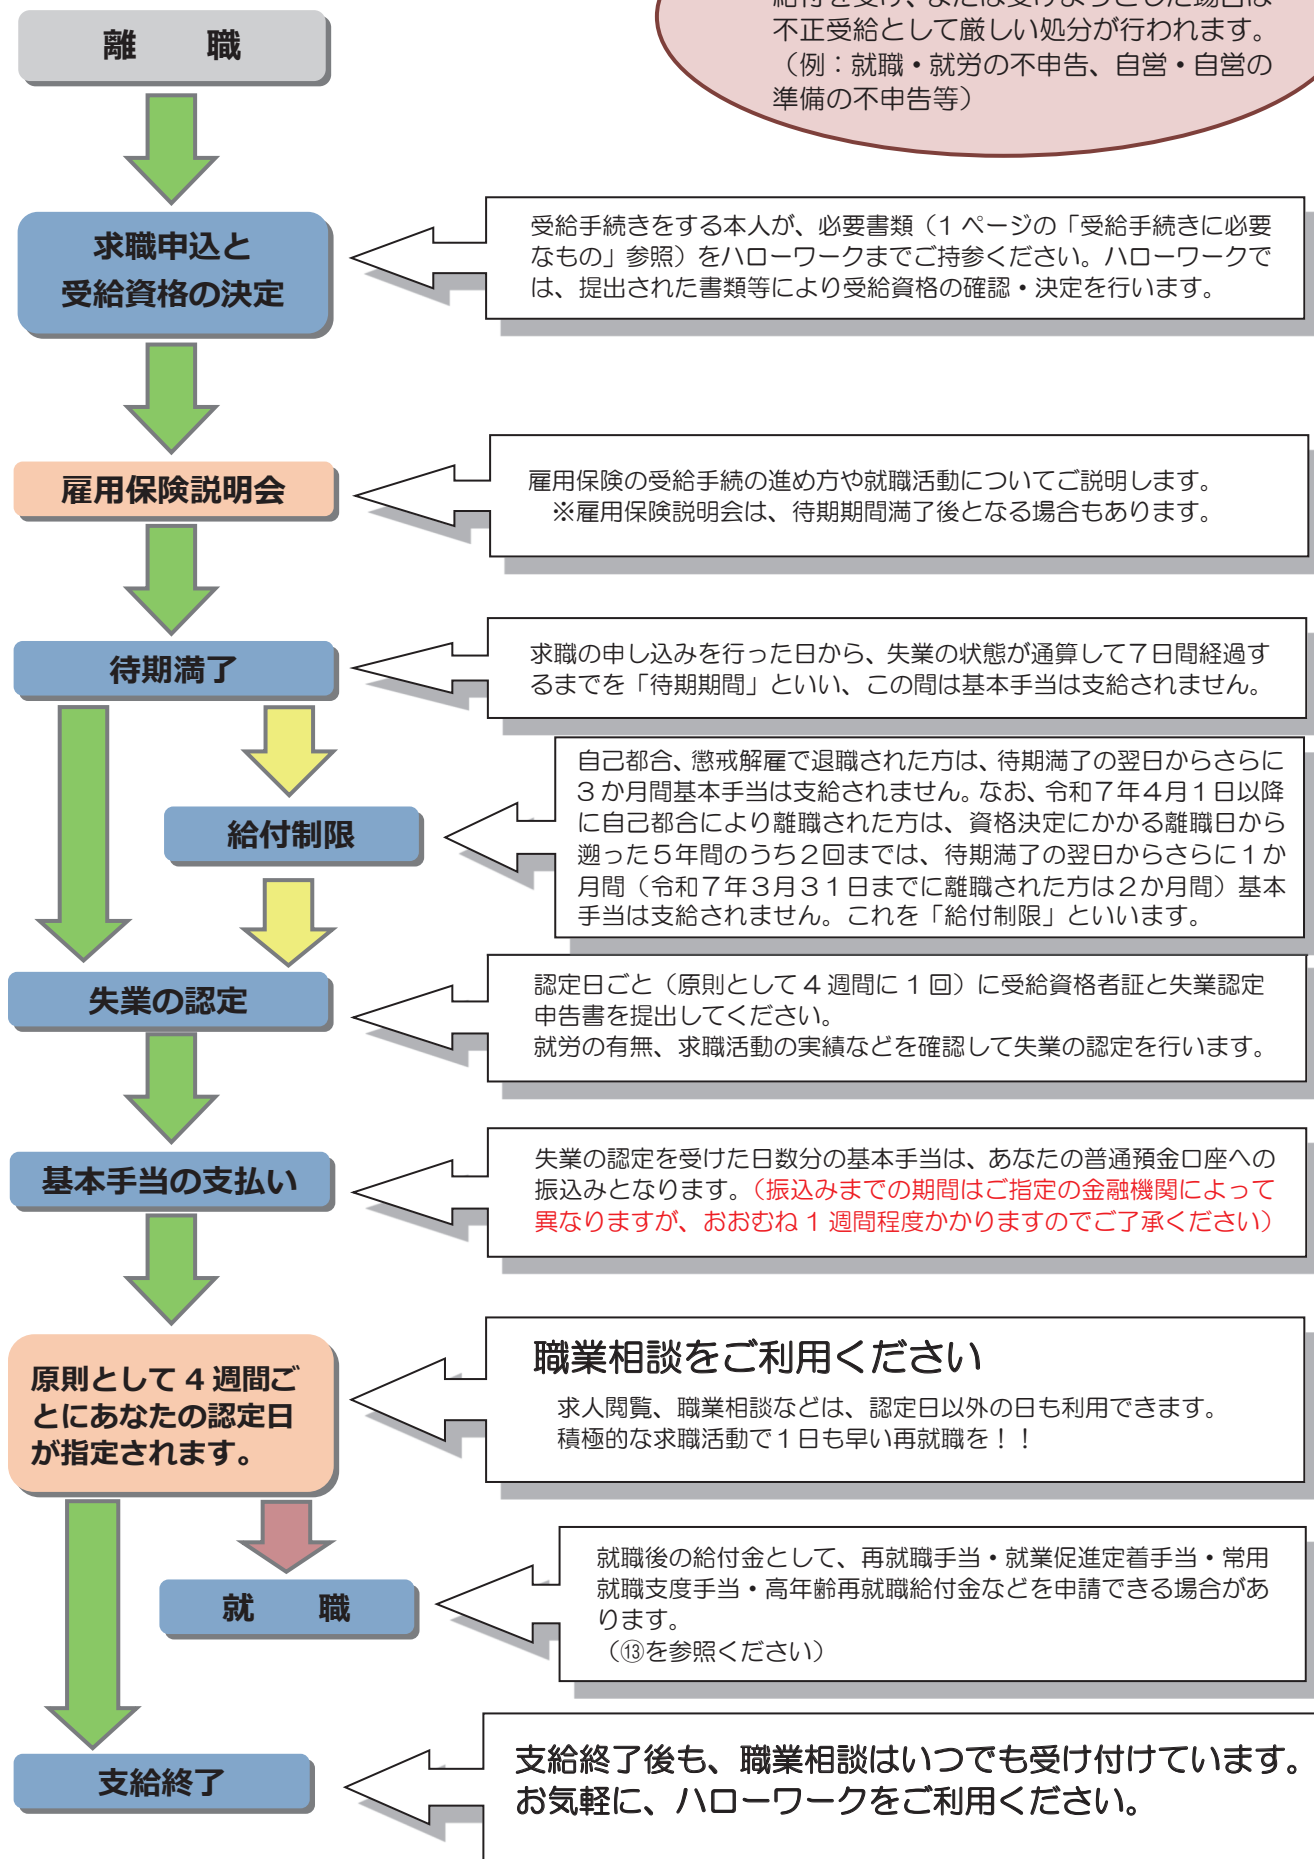 給付を受け、または受けようとした場合は
不正受給として厳しい処分が行われます。
（例：就職・就労の不申告、自営・自営の
準備の不申告等）
離　職
求職申込と
受給資格の決定
受給手続きをする本人が、必要書類（1 ページの「受給手続きに必要
なもの」参照）をハローワークまでご持参ください。ハローワークで
は、提出された書類等により受給資格の確認・決定を行います。
雇用保険説明会
雇用保険の受給手続の進め方や就職活動についてご説明します。
※雇用保険説明会は、待期期間満了後となる場合もあります。
待期満了
求職の申し込みを行った日から、失業の状態が通算して７日間経過す
るまでを「待期期間」といい、この間は基本手当は支給されません。
給付制限
自己都合、懲戒解雇で退職された方は、待期満了の翌日からさらに
３か月間基本手当は支給されません。なお、令和７年４月１日以降
に自己都合により離職された方は、資格決定にかかる離職日から
遡った５年間のうち２回までは、待期満了の翌日からさらに１か
月間（令和７年３月３１日までに離職された方は２か月間）基本
手当は支給されません。これを「給付制限」といいます。
失業の認定
認定日ごと（原則として 4 週間に 1 回）に受給資格者証と失業認定
申告書を提出してください。
就労の有無、求職活動の実績などを確認して失業の認定を行います。
基本手当の支払い
失業の認定を受けた日数分の基本手当は、あなたの普通預金口座への
振込みとなります。（振込みまでの期間はご指定の金融機関によって
異なりますが、おおむね 1 週間程度かかりますのでご了承ください）
原則として 4 週間ご
とにあなたの認定日
が指定されます。
職業相談をご利用ください
求人閲覧、職業相談などは、認定日以外の日も利用できます。
積極的な求職活動で１日も早い再就職を！！
就　職
就職後の給付金として、再就職手当・就業促進定着手当・常用
就職支度手当・高年齢再就職給付金などを申請できる場合があ
ります。
（⑬を参照ください）
支給終了
支給終了後も、職業相談はいつでも受け付けています。
お気軽に、ハローワークをご利用ください。